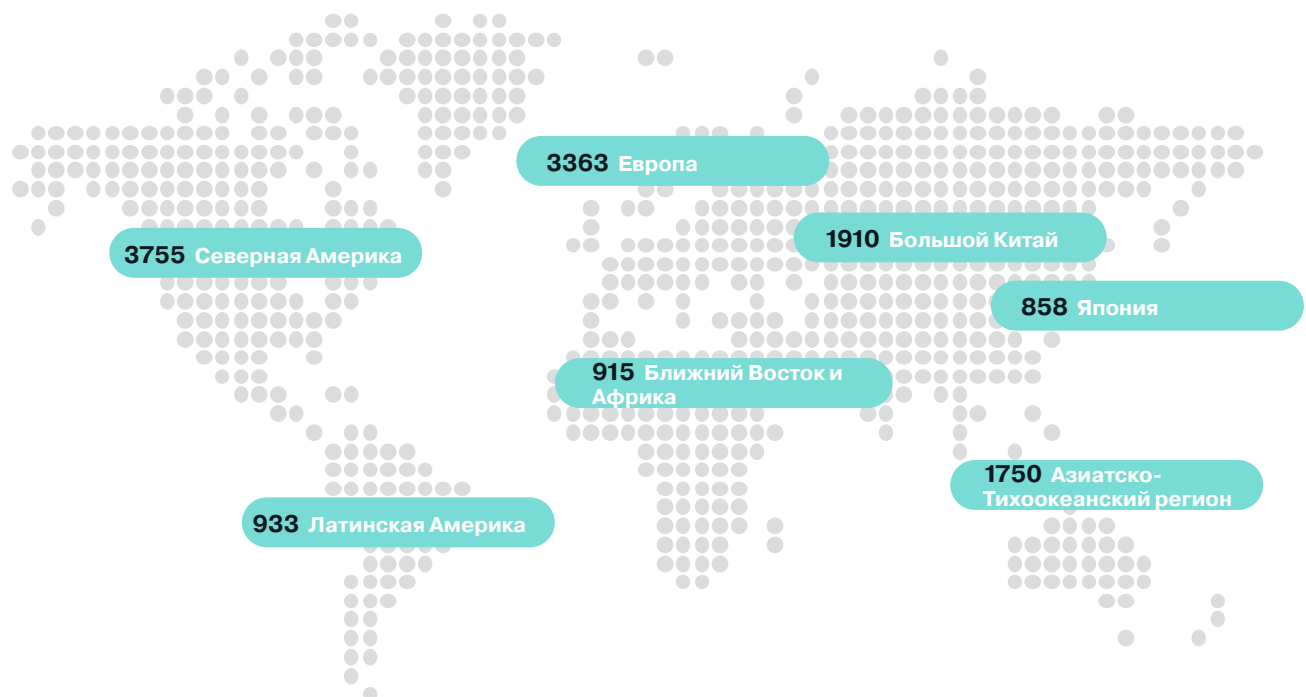 3363 Европа
1910 Большой Китай
3755 Северная Америка
858 Япония
915 Ближний Восток и
Африка
1750 Азиатско-
Тихоокеанский регион
933 Латинская Америка